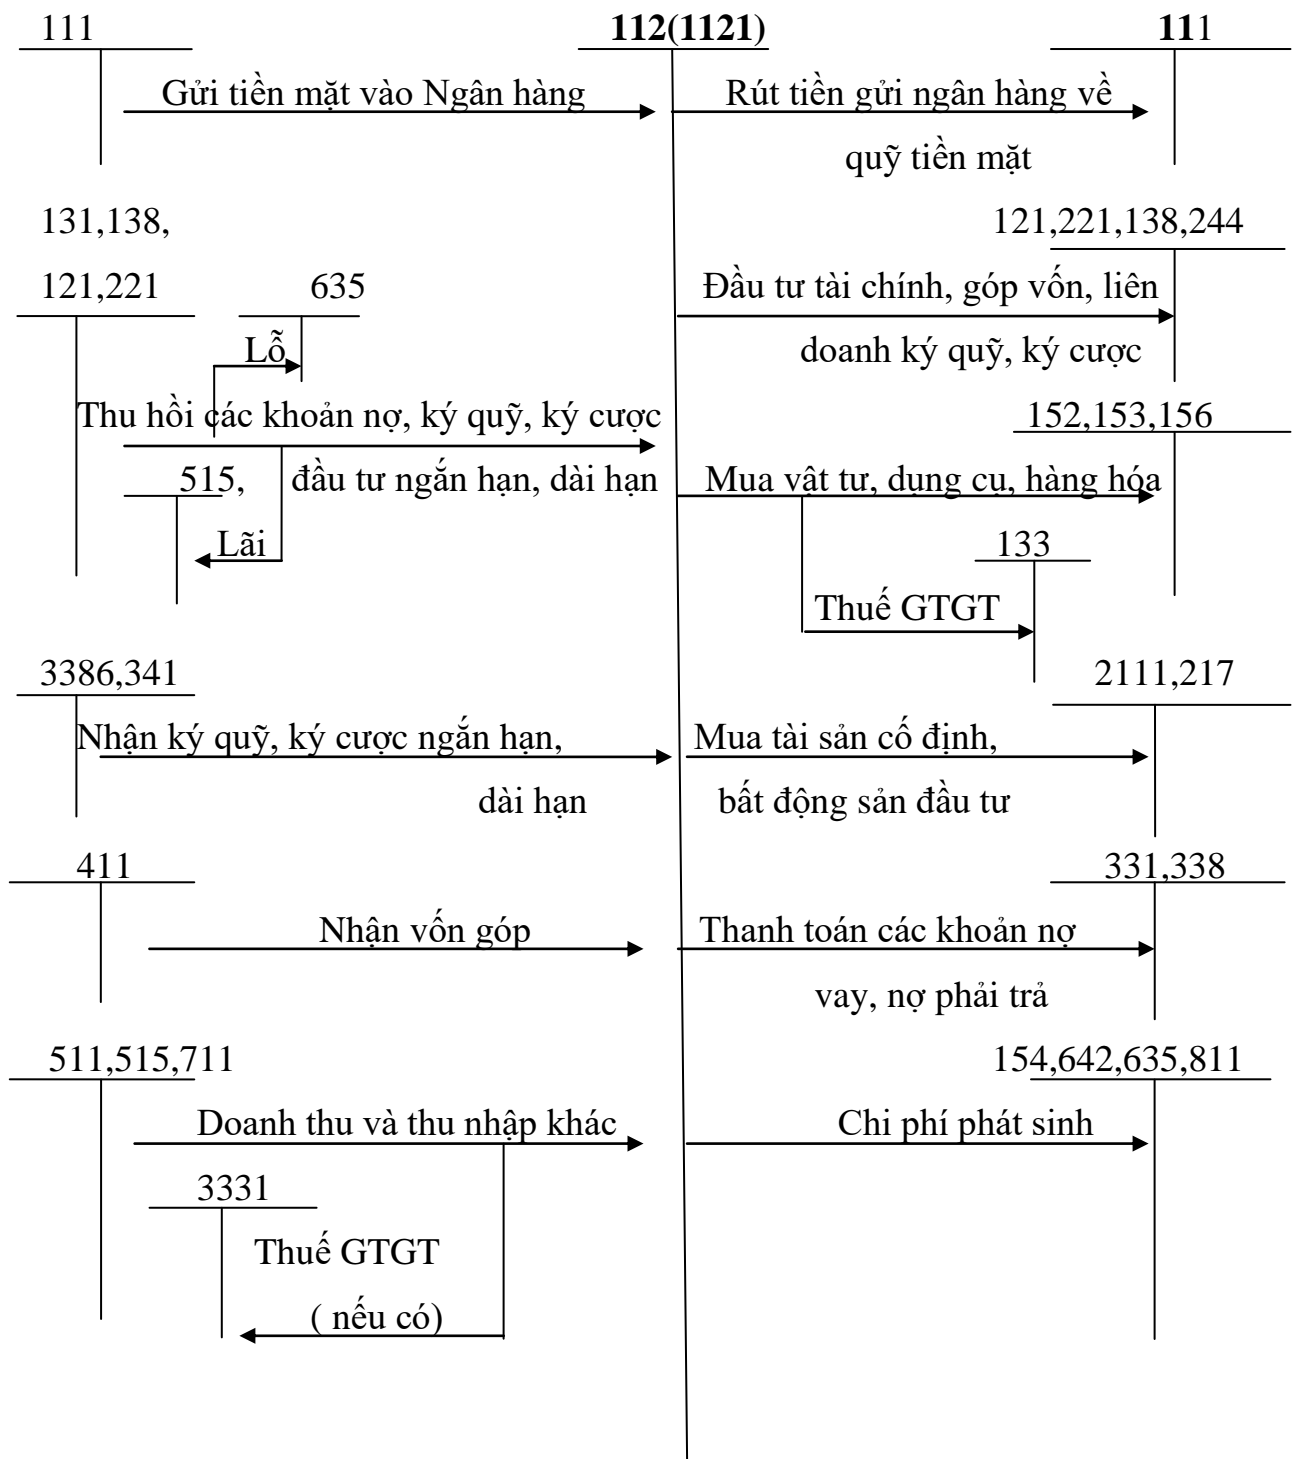 111 112(1121) 111
Gửi tiền mặt vào Ngân hàng Rút tiền gửi ngân hàng về
quỹ tiền mặt
131,138, 121,221,138,244
121,221 635 Đầu tư tài chính, góp vốn, liên
Lỗ doanh ký quỹ, ký cược
Thu hồi các khoản nợ, ký quỹ, ký cược 152,153,156
515, đầu tư ngắn hạn, dài hạn Mua vật tư, dụng cụ, hàng hóa
Lãi 133
Thuế GTGT
3386,341 2111,217
Nhận ký quỹ, ký cược ngắn hạn, Mua tài sản cố định,
dài hạn bất động sản đầu tư
411 331,338
Nhận vốn góp Thanh toán các khoản nợ
vay, nợ phải trả
511,515,711 154,642,635,811
Doanh thu và thu nhập khác Chi phí phát sinh
3331
Thuế GTGT
( nếu có)